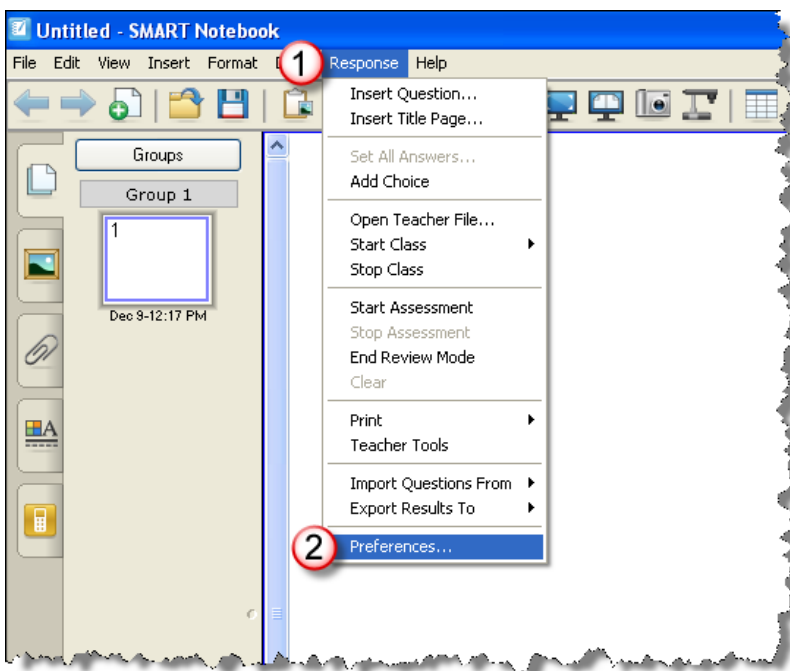 Untitled - SMART Notebook
File Edit View Insert Format D 1 Response Help
Groups
Group 1
1
Dec 9-12:17 PM
Insert Question...
Insert Title Page...
Set All Answers...
Add Choice
Open Teacher File...
Start Class
Stop Class
Start Assessment
Stop Assessment
End Review Mode
Clear
Print
Teacher Tools
Import Questions From
Export Results To
2 Preferences...